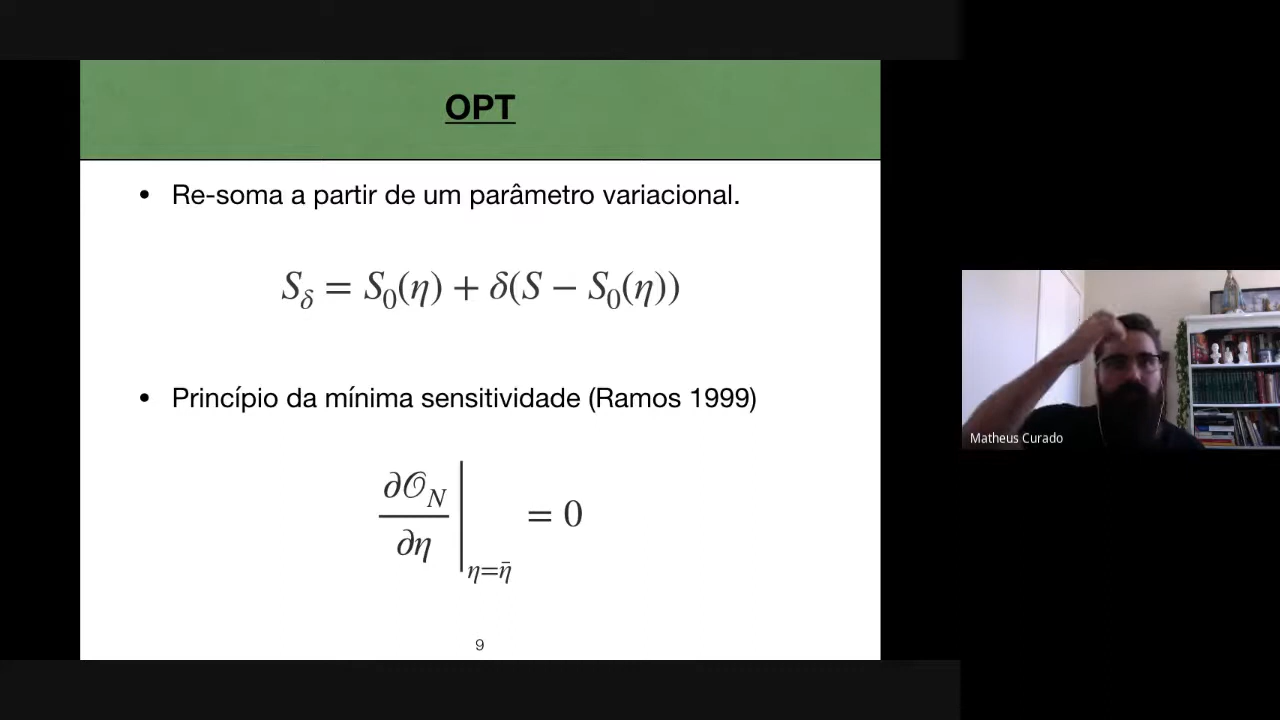 OPT
• Re-soma a partir de um parâmetro variacional.
S_δ = S_0(η) + δ(S − S_0(η))
• Princípio da mínima sensitividade (Ramos 1999)
∂𝒪_N
∂η
|_{η=η̄} = 0
9
Matheus Curado